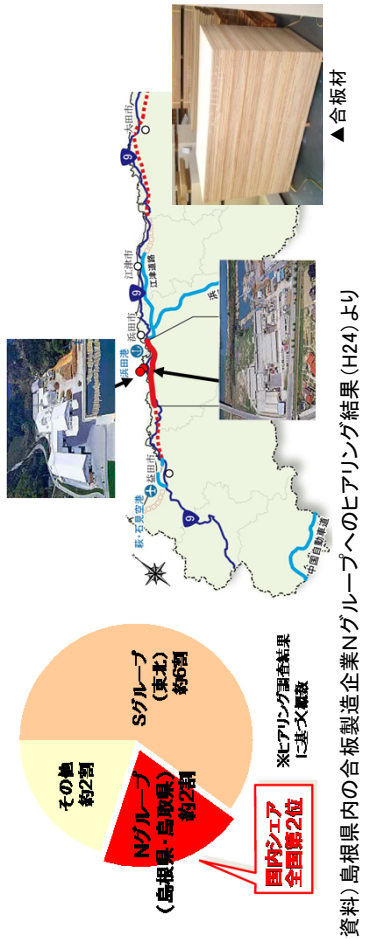 その他
約2割
Sグループ
(東北)
約6割
Nグループ
(島根県・鳥取県)
約2割
国内シェア
全国第2位
※ヒアリング調査結果
に基づく概数
萩・石見空港
益田市
浜田港
浜田市
江津市
江津道路
大田市
9
9
9
浜
中国自動車道
▲合板材
資料)島根県内の合板製造企業Nグループへのヒアリング結果(H24)より